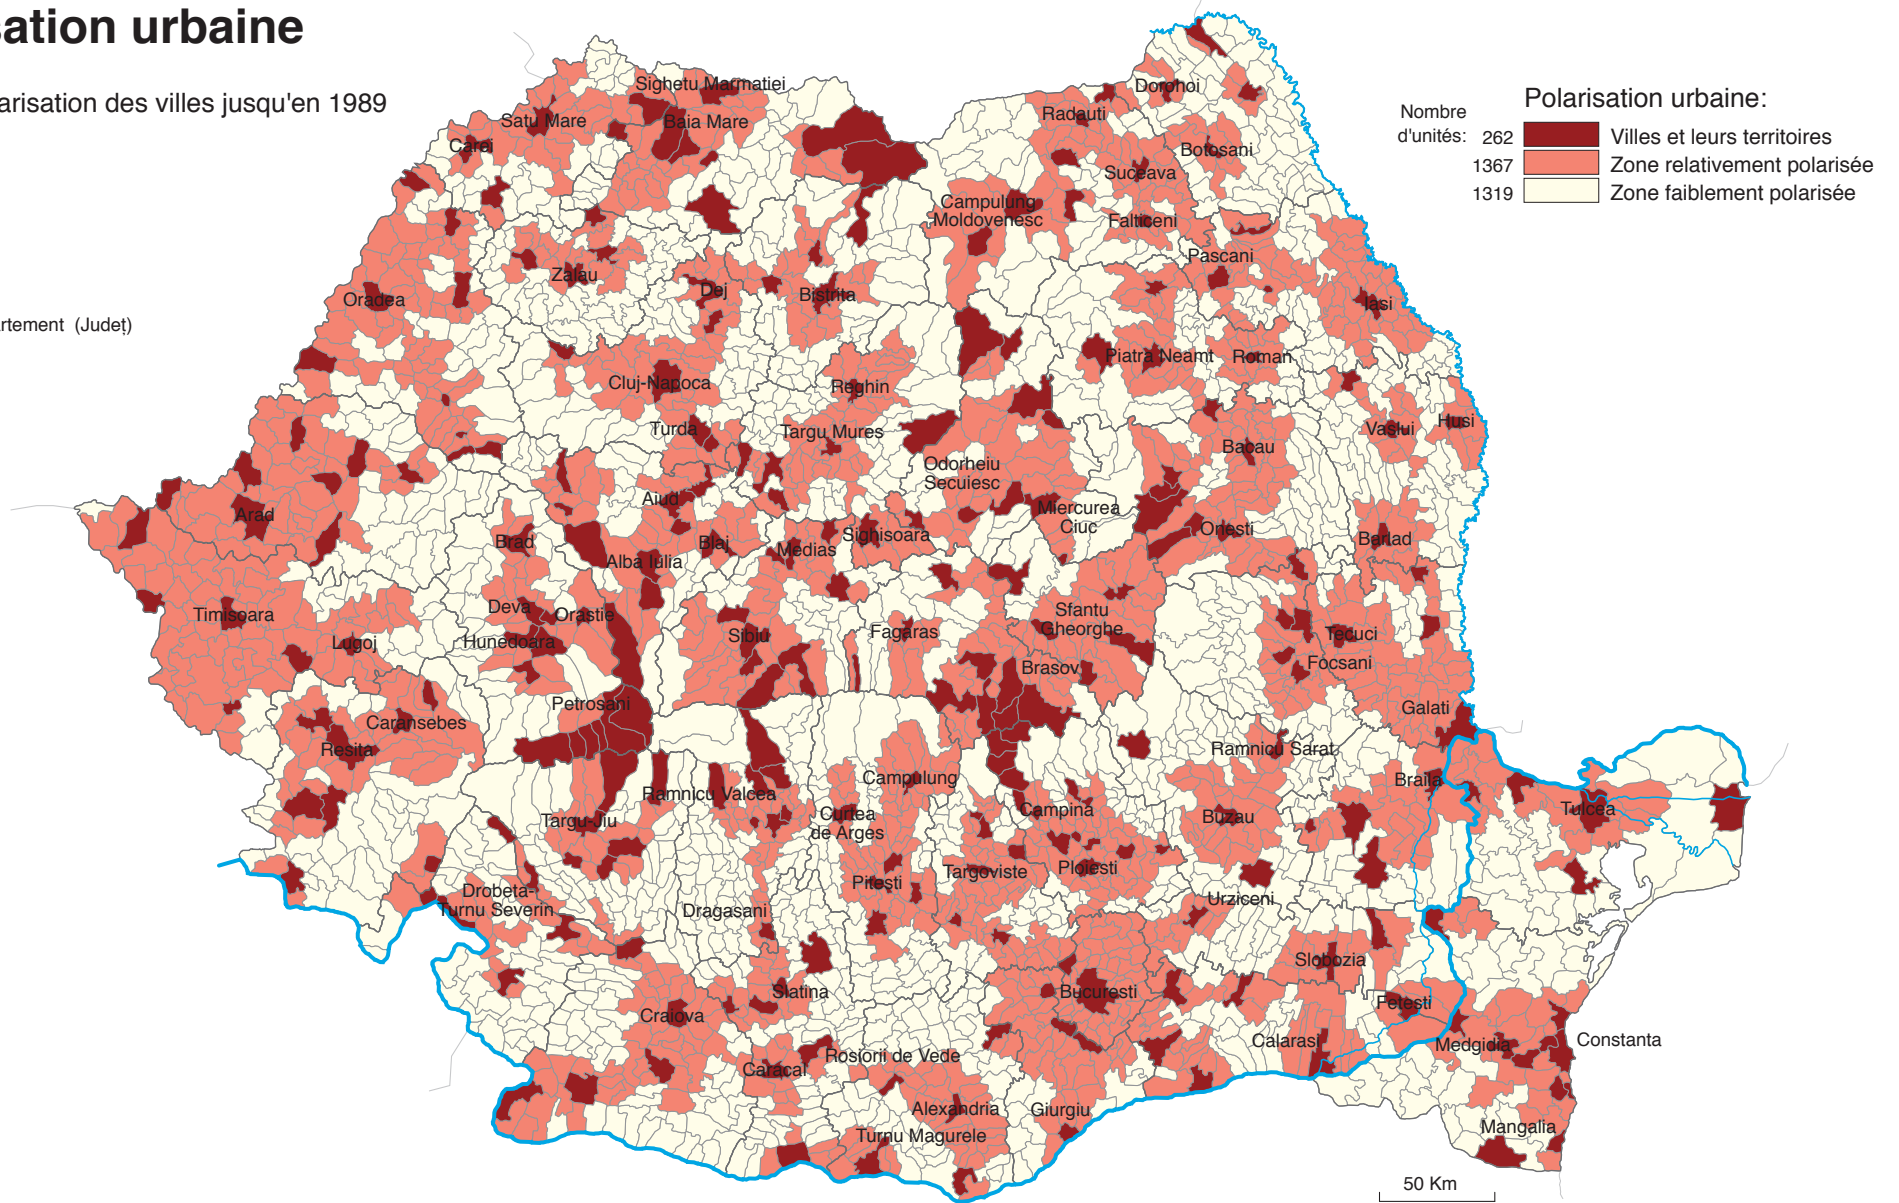 sation urbaine
larisation des villes jusqu'en 1989
rtement (Județ)
Nombre
d'unités:
Polarisation urbaine:
262 Villes et leurs territoires
1367 Zone relativement polarisée
1319 Zone faiblement polarisée
Sighetu Marmatiei
Dorohoi
Satu Mare
Baia Mare
Radauti
Carei
Botosani
Suceava
Campulung
Moldovenesc
Falticeni
Pascani
Zalau
Dej
Bistrita
Oradea
Iasi
Cluj-Napoca
Reghin
Piatra Neamt
Roman
Turda
Targu Mures
Vaslui
Husi
Bacau
Odorheiu
Secuiesc
Aiud
Miercurea
Ciuc
Arad
Brad
Blaj
Medias
Sighisoara
Onesti
Barlad
Alba Iulia
Timisoara
Deva
Orastie
Sibiu
Fagaras
Sfantu
Gheorghe
Tecuci
Lugoj
Hunedoara
Brasov
Focsani
Petrosani
Galati
Caransebes
Resita
Ramnicu Sarat
Campulung
Braila
Ramnicu Valcea
Targu-Jiu
Curtea
de Arges
Campina
Buzau
Tulcea
Pitesti
Targoviste
Ploiesti
Drobeta-
Turnu Severin
Dragasani
Urziceni
Slobozia
Slatina
Bucuresti
Craiova
Fetesti
Rosiorii de Vede
Calarasi
Medgidia
Constanta
Caracal
Alexandria
Giurgiu
Turnu Magurele
Mangalia
50 Km